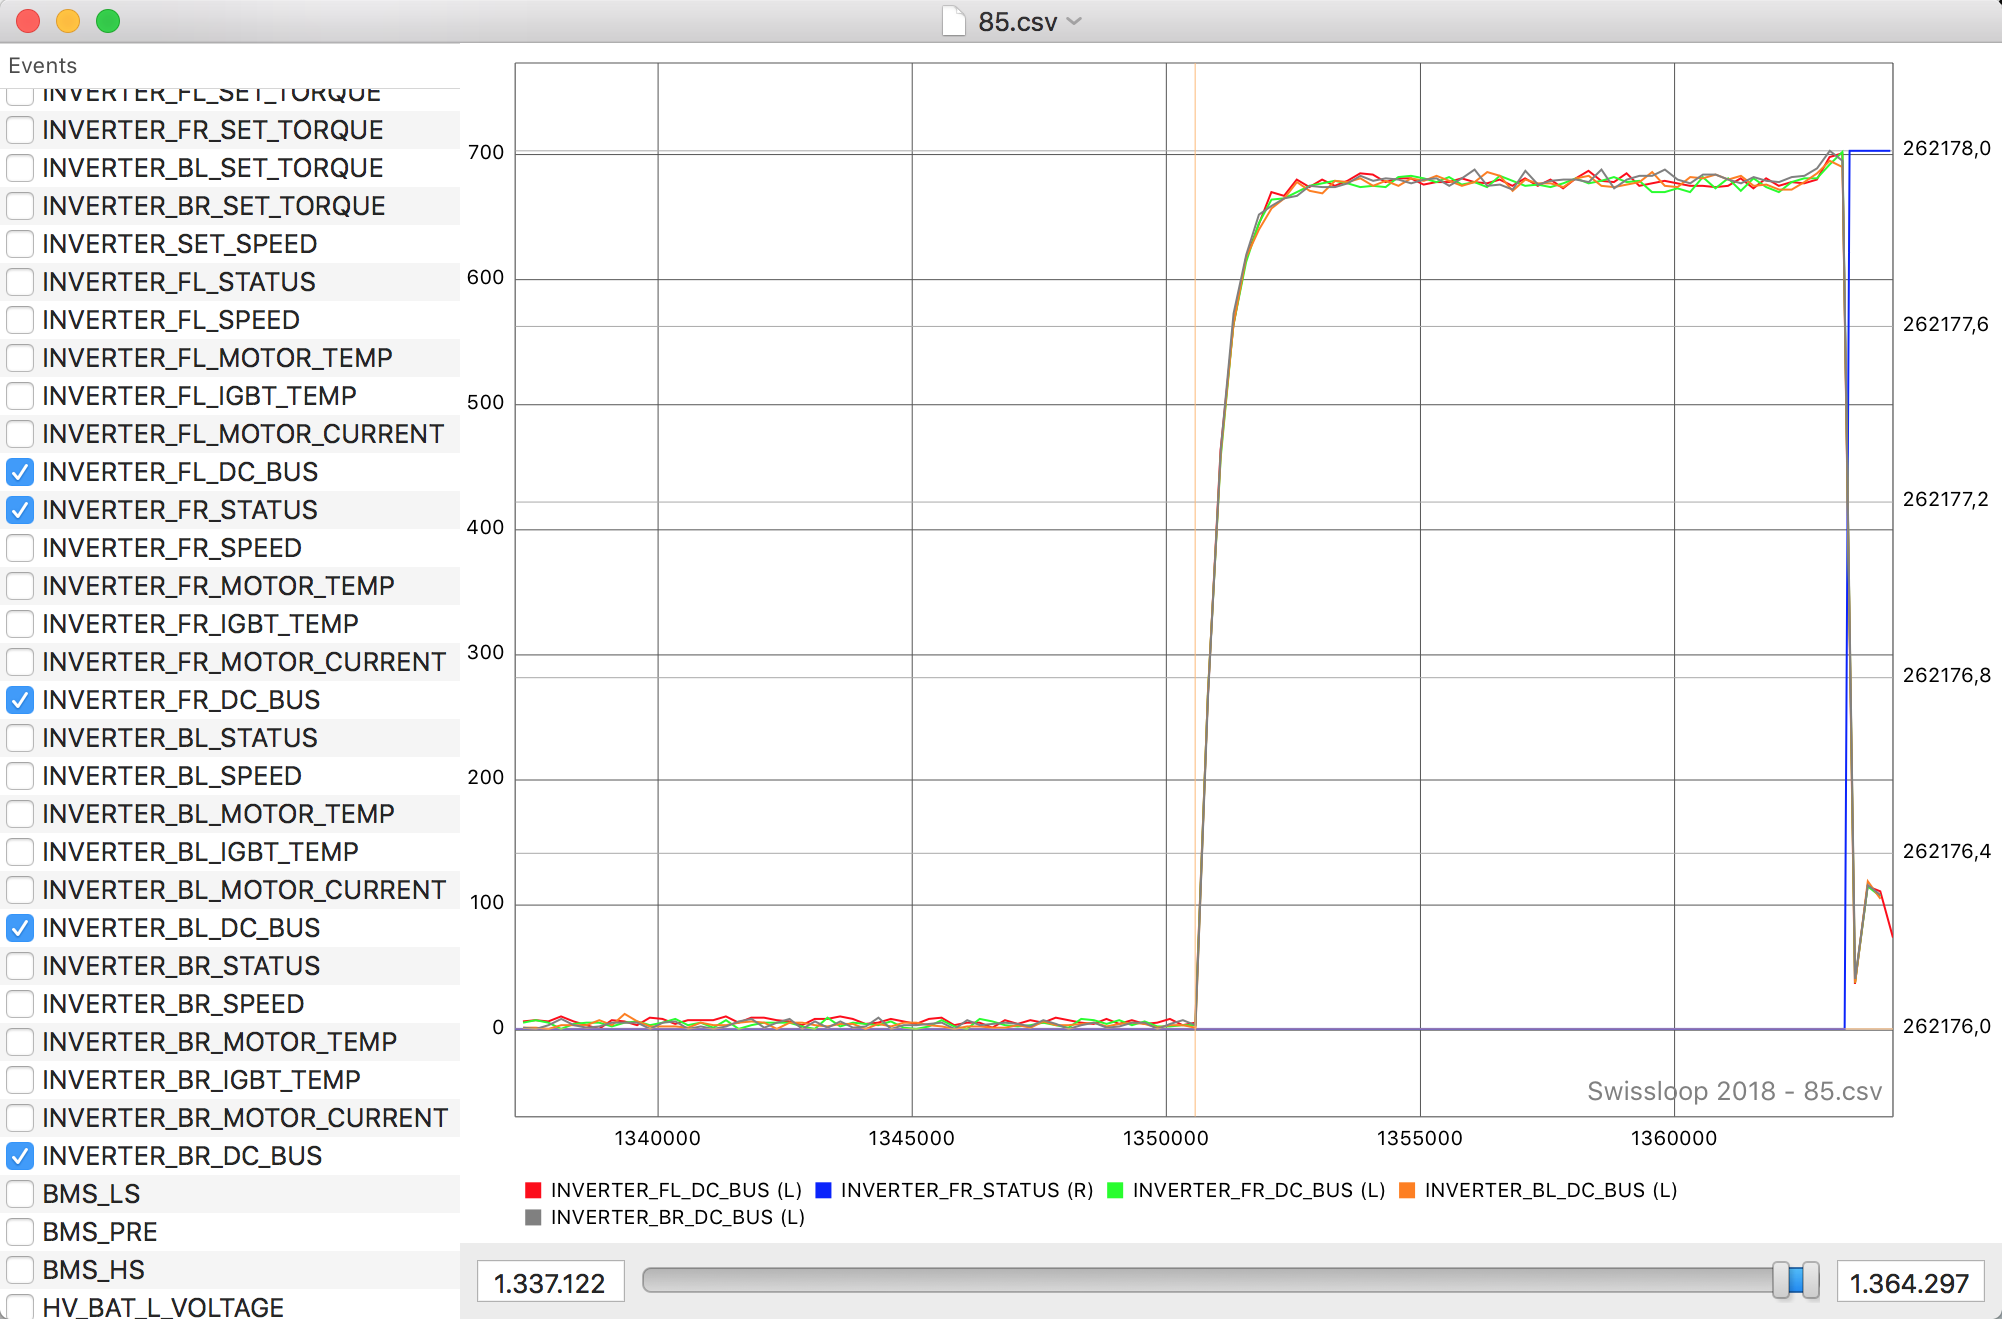 85.csv
Events
INVERTER_FL_SET_TORQUE
INVERTER_FR_SET_TORQUE
INVERTER_BL_SET_TORQUE
INVERTER_BR_SET_TORQUE
INVERTER_SET_SPEED
INVERTER_FL_STATUS
INVERTER_FL_SPEED
INVERTER_FL_MOTOR_TEMP
INVERTER_FL_IGBT_TEMP
INVERTER_FL_MOTOR_CURRENT
INVERTER_FL_DC_BUS
INVERTER_FR_STATUS
INVERTER_FR_SPEED
INVERTER_FR_MOTOR_TEMP
INVERTER_FR_IGBT_TEMP
INVERTER_FR_MOTOR_CURRENT
INVERTER_FR_DC_BUS
INVERTER_BL_STATUS
INVERTER_BL_SPEED
INVERTER_BL_MOTOR_TEMP
INVERTER_BL_IGBT_TEMP
INVERTER_BL_MOTOR_CURRENT
INVERTER_BL_DC_BUS
INVERTER_BR_STATUS
INVERTER_BR_SPEED
INVERTER_BR_MOTOR_TEMP
INVERTER_BR_IGBT_TEMP
INVERTER_BR_MOTOR_CURRENT
INVERTER_BR_DC_BUS
BMS_LS
BMS_PRE
BMS_HS
HV_BAT_L_VOLTAGE
700
600
500
400
300
200
100
0
262178,0
262177,6
262177,2
262176,8
262176,4
262176,0
Swissloop 2018 - 85.csv
1340000 1345000 1350000 1355000 1360000
INVERTER_FL_DC_BUS (L) INVERTER_FR_STATUS (R) INVERTER_FR_DC_BUS (L) INVERTER_BL_DC_BUS (L)
INVERTER_BR_DC_BUS (L)
1.337.122 1.364.297